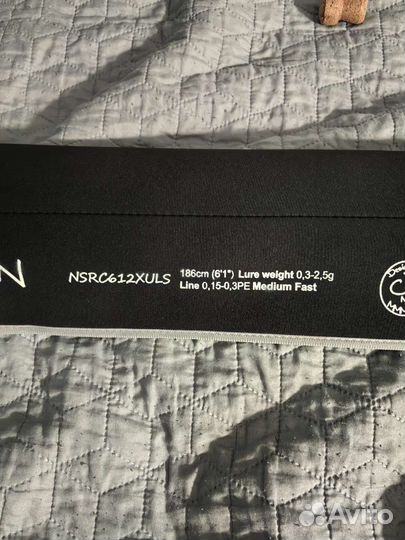 N
NSRC612XULS
186cm (6'1") Lure weight 0,3-2,5g
Line 0,15-0,3PE Medium Fast
Avito